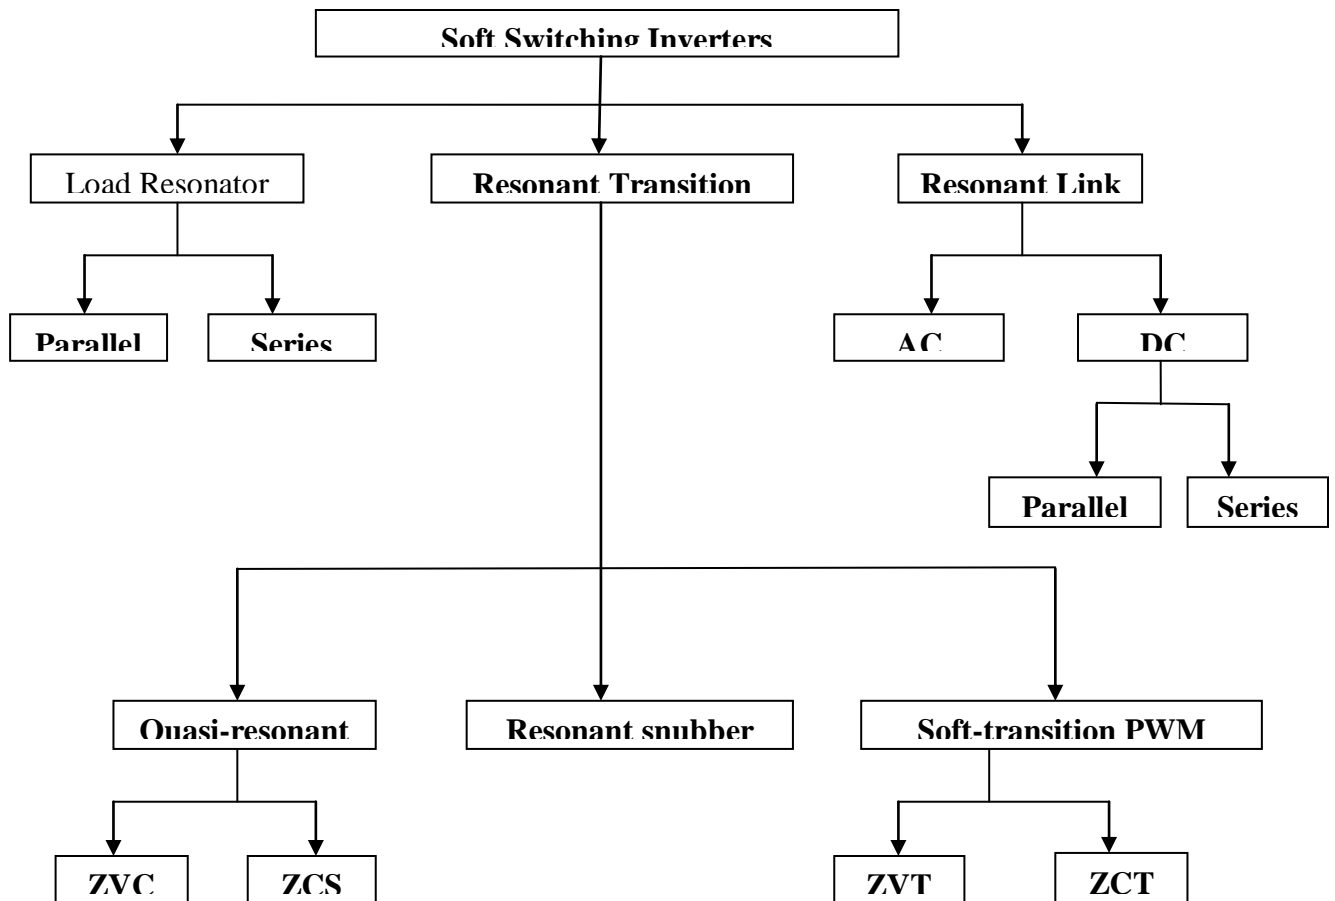 Soft Switching Inverters
Load Resonator
Resonant Transition
Resonant Link
Parallel
Series
AC
DC
Parallel
Series
Quasi-resonant
Resonant snubber
Soft-transition PWM
ZVC
ZCS
ZVT
ZCT